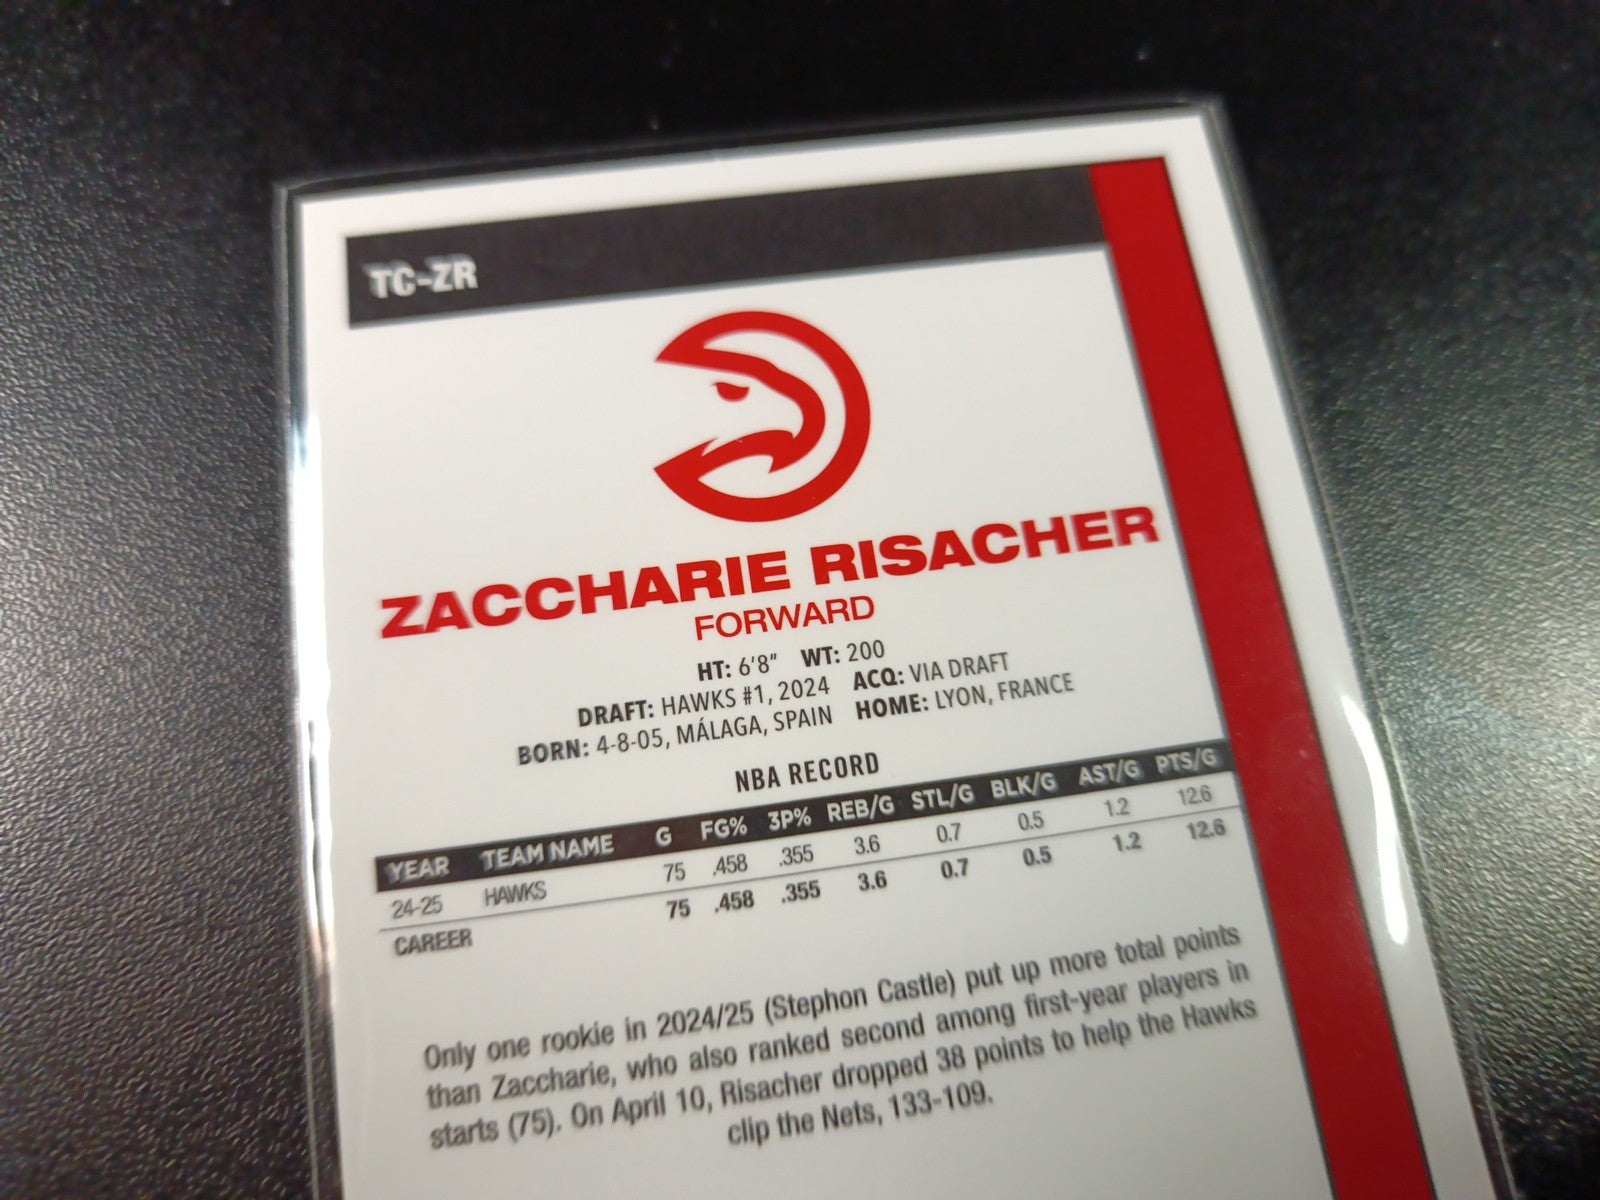 TC-ZR
ZACCHARIE RISACHER
FORWARD
HT: 6'8" WT: 200
DRAFT: HAWKS #1, 2024 ACQ: VIA DRAFT
BORN: 4-8-05, MÁLAGA, SPAIN HOME: LYON, FRANCE
NBA RECORD
YEAR TEAM NAME G FG% 3P% REB/G STL/G BLK/G AST/G PTS/G
24-25 HAWKS 75 .458 .355 3.6 0.7 0.5 1.2 12.6
CAREER 75 .458 .355 3.6 0.7 0.5 1.2 12.6
Only one rookie in 2024/25 (Stephon Castle) put up more total points
than Zaccharie, who also ranked second among first-year players in
starts (75). On April 10, Risacher dropped 38 points to help the Hawks
clip the Nets, 133-109.